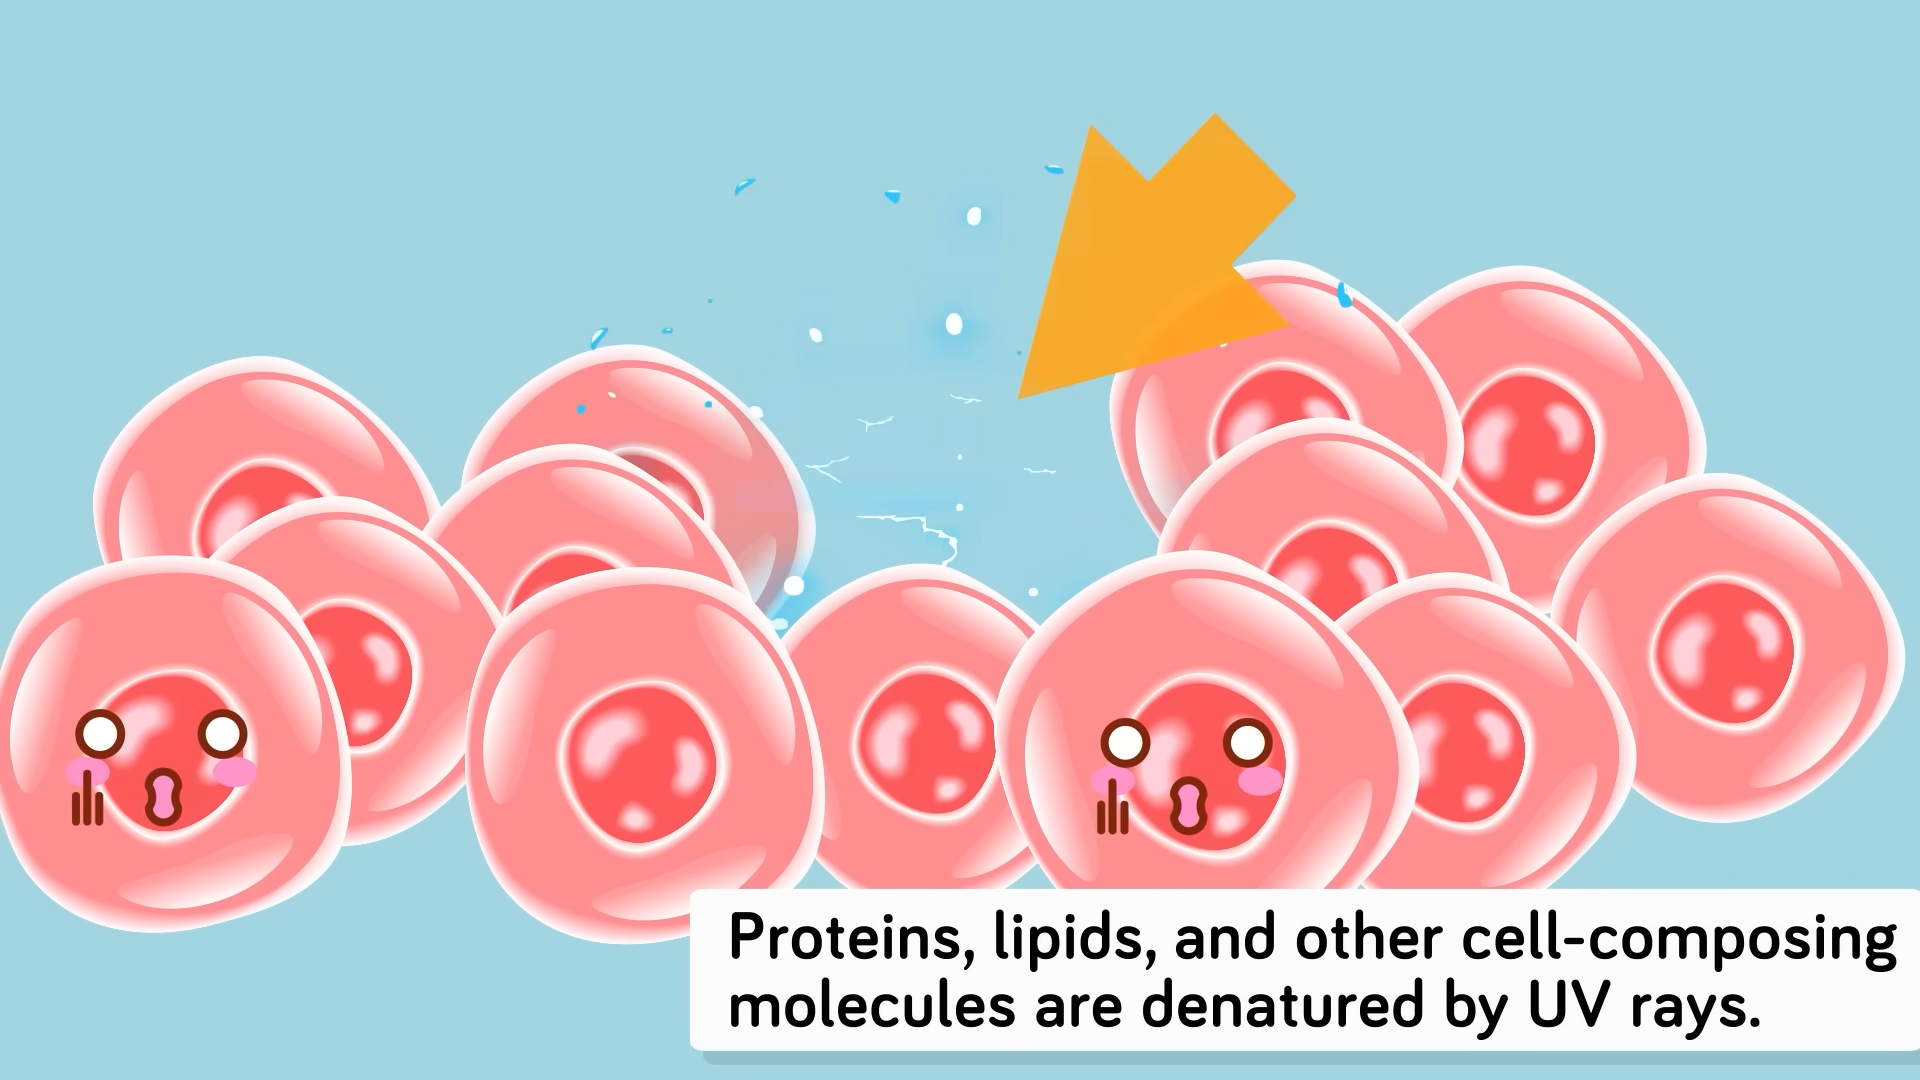 Proteins, lipids, and other cell-composing
molecules are denatured by UV rays.